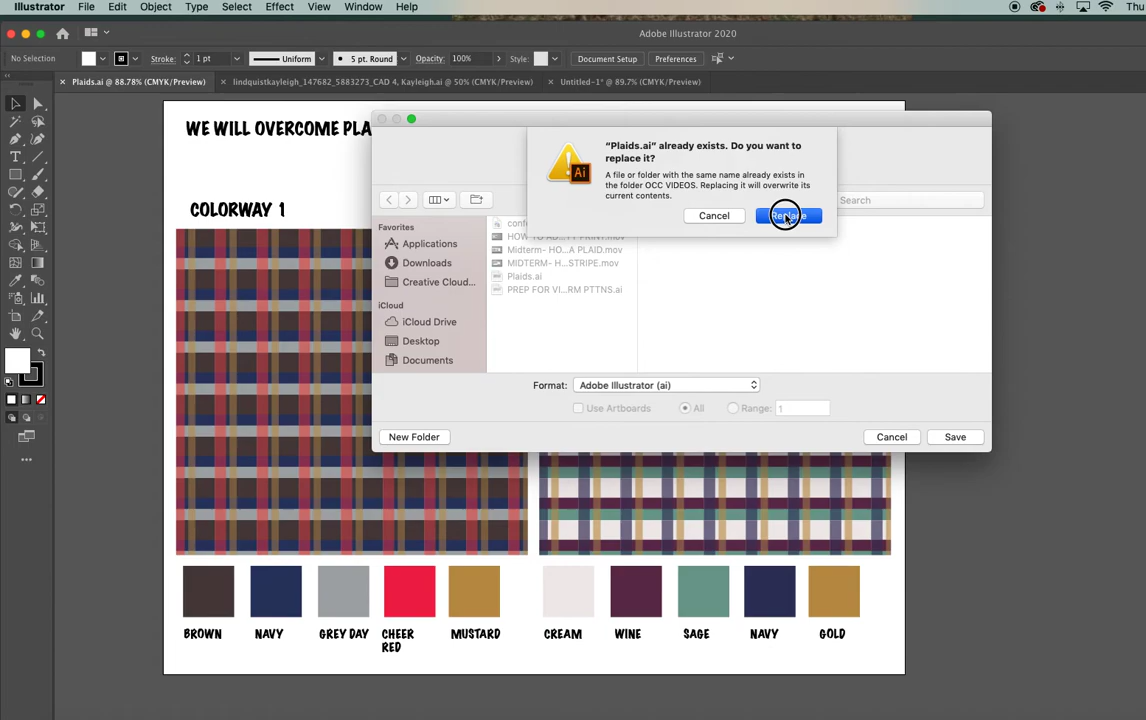 Illustrator File Edit Object Type Select Effect View Window Help Thu
Adobe Illustrator 2020
No Selection Stroke: 1 pt Uniform 5 pt. Round Opacity: 100% Style: Document Setup Preferences
Plaids.ai @ 88.78% (CMYK/Preview) lindquistkayleigh_147682_5883273_CAD 4, Kayleigh.ai @ 50% (CMYK/Preview) Untitled-1* @ 89.7% (CMYK/Preview)
WE WILL OVERCOME
COLORWAY 1
"Plaids.ai" already exists. Do you want to
replace it?
A file or folder with the same name already exists in
the folder OCC VIDEOS. Replacing it will overwrite its
current contents.
Cancel Replace
Search
Favorites
Applications
Downloads
Creative Cloud...
iCloud
iCloud Drive
Desktop
Documents
Midterm- HO...A PLAID.mov
MIDTERM- H...STRIPE.mov
Plaids.ai
PREP FOR VI...RM PTTNS.ai
Format: Adobe Illustrator (ai)
Use Artboards All Range: 1
New Folder Cancel Save
BROWN NAVY GREY DAY CHEER RED MUSTARD CREAM WINE SAGE NAVY GOLD